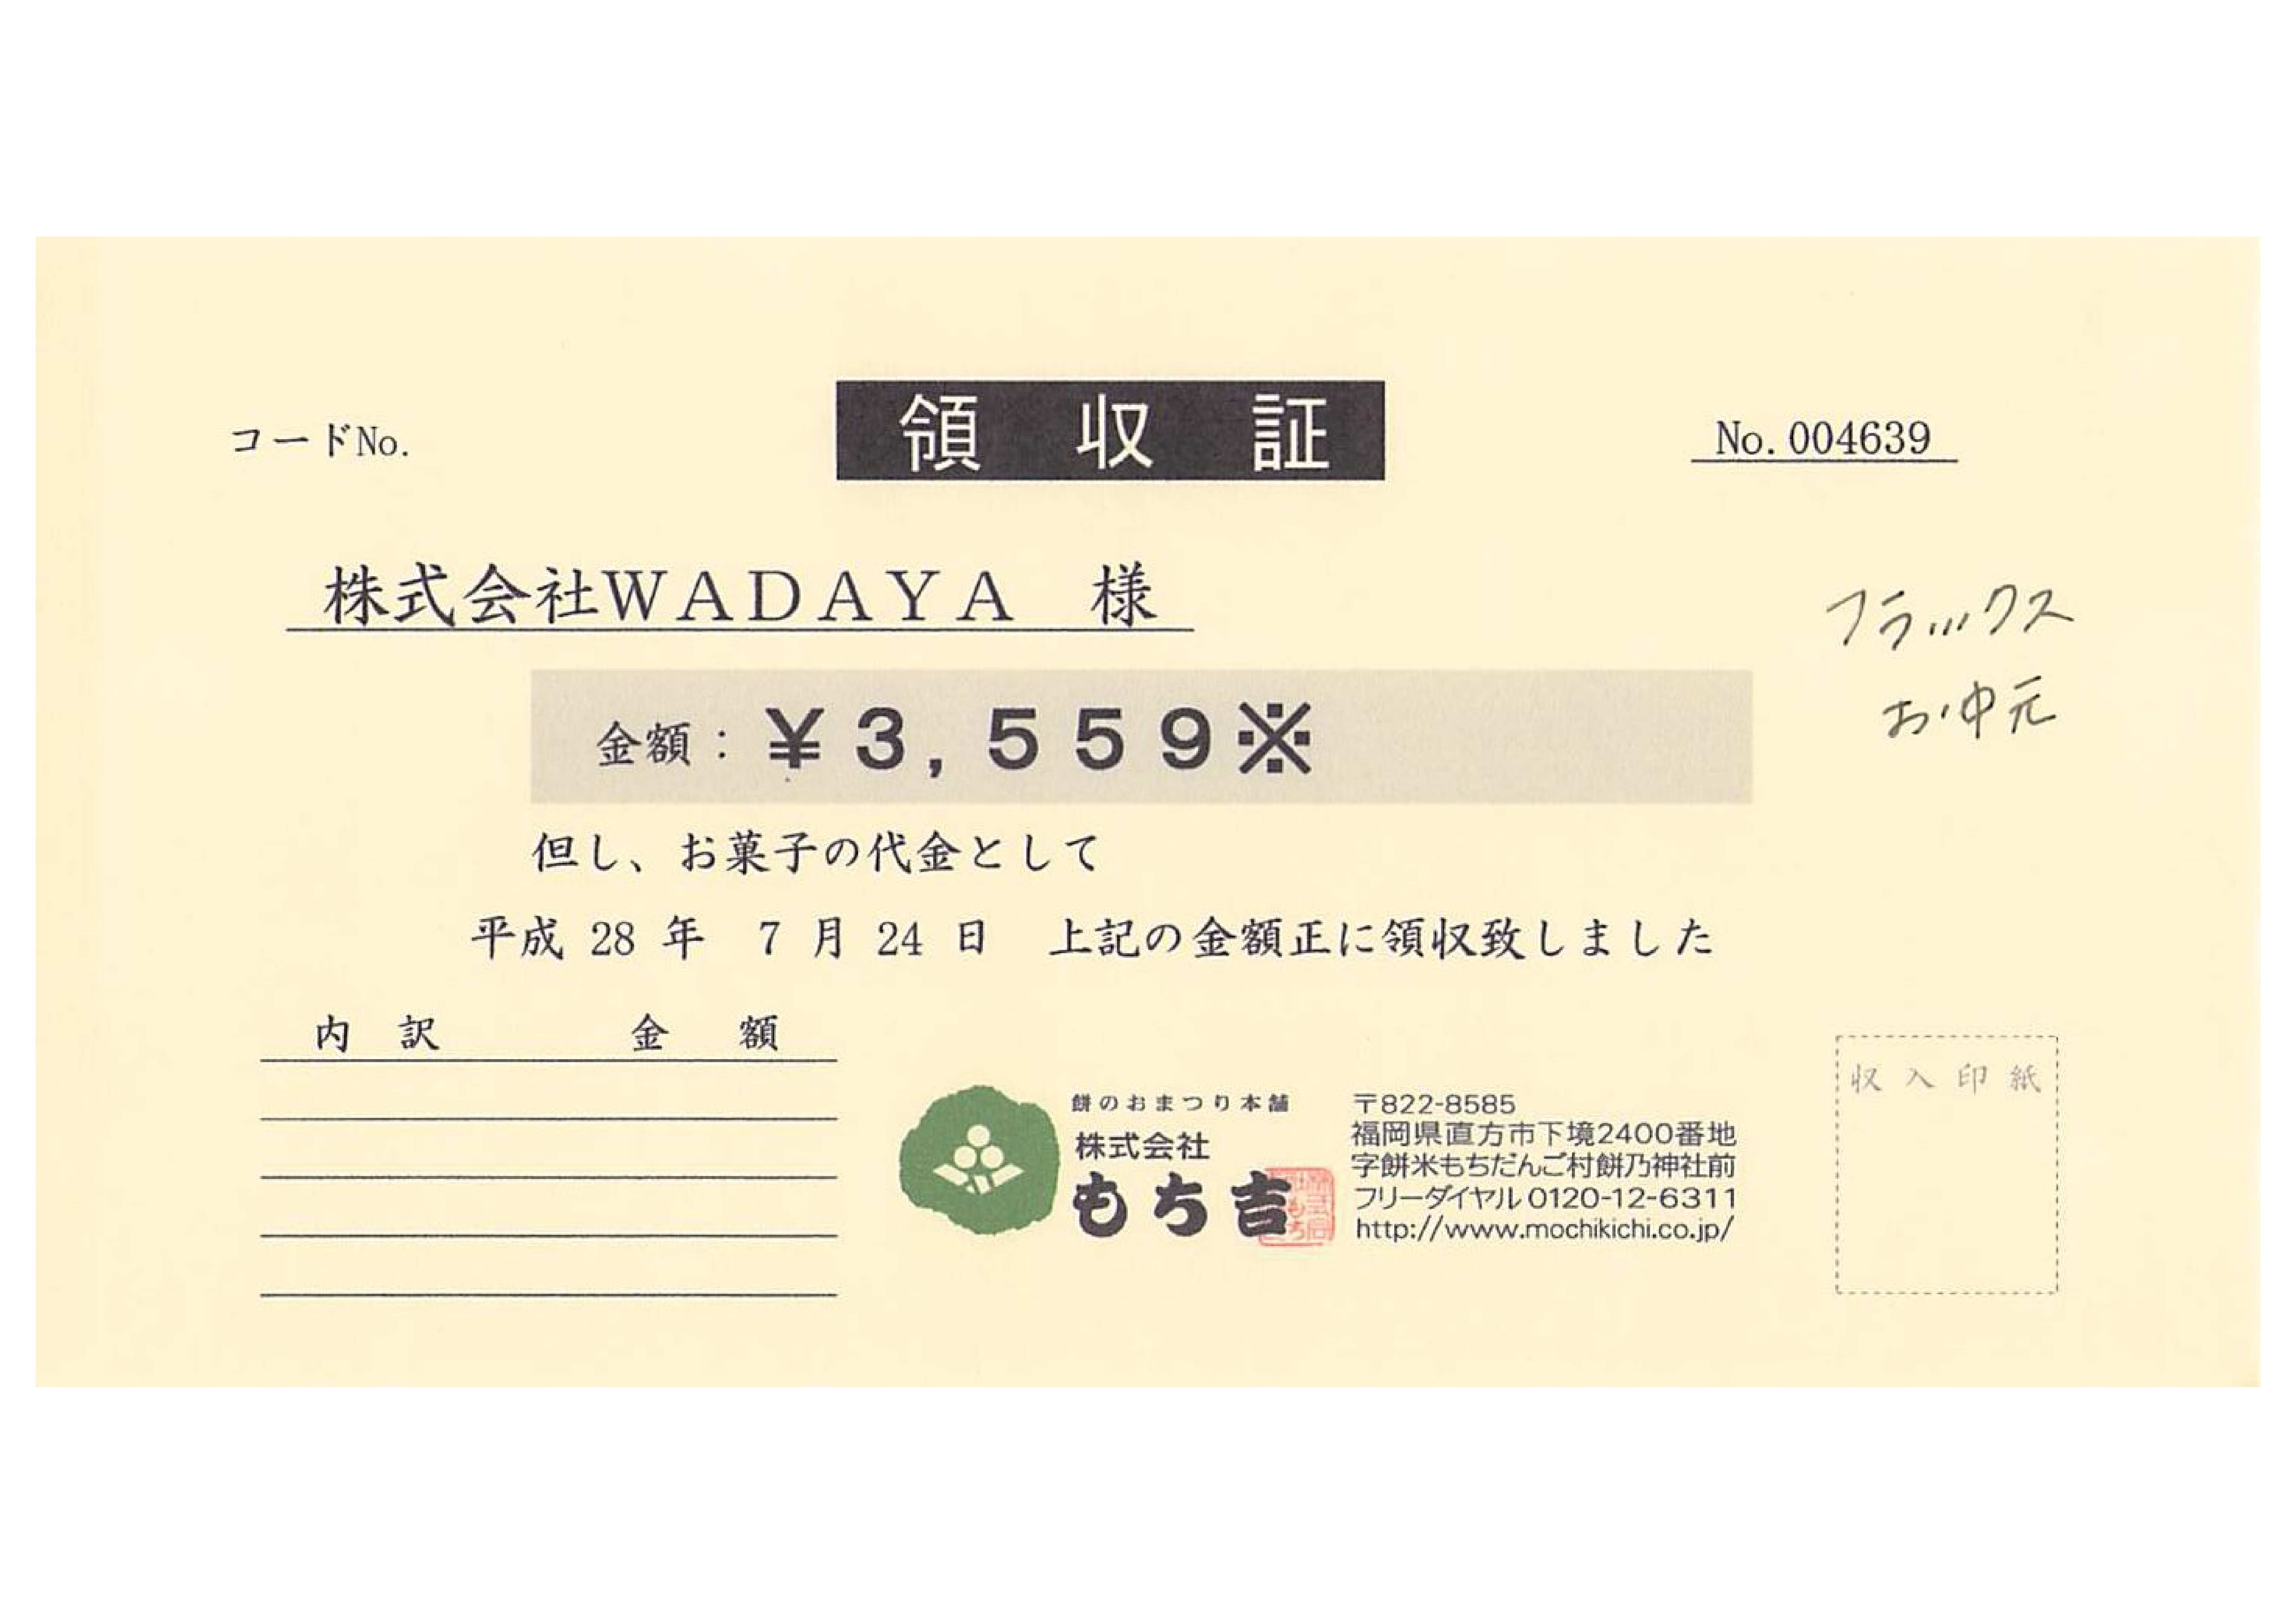 領収証
コードNo.
No. 004639
株式会社WADAYA 様
フラックス
お中元
金額：¥3,559※
但し、お菓子の代金として
平成 28 年 7 月 24 日 上記の金額正に領収致しました
内訳 金額
餅のおまつり本舗
株式会社
もち吉
〒822-8585
福岡県直方市下境2400番地
字餅米もちだんご村餅乃神社前
フリーダイヤル0120-12-6311
http://www.mochikichi.co.jp/
収入印紙